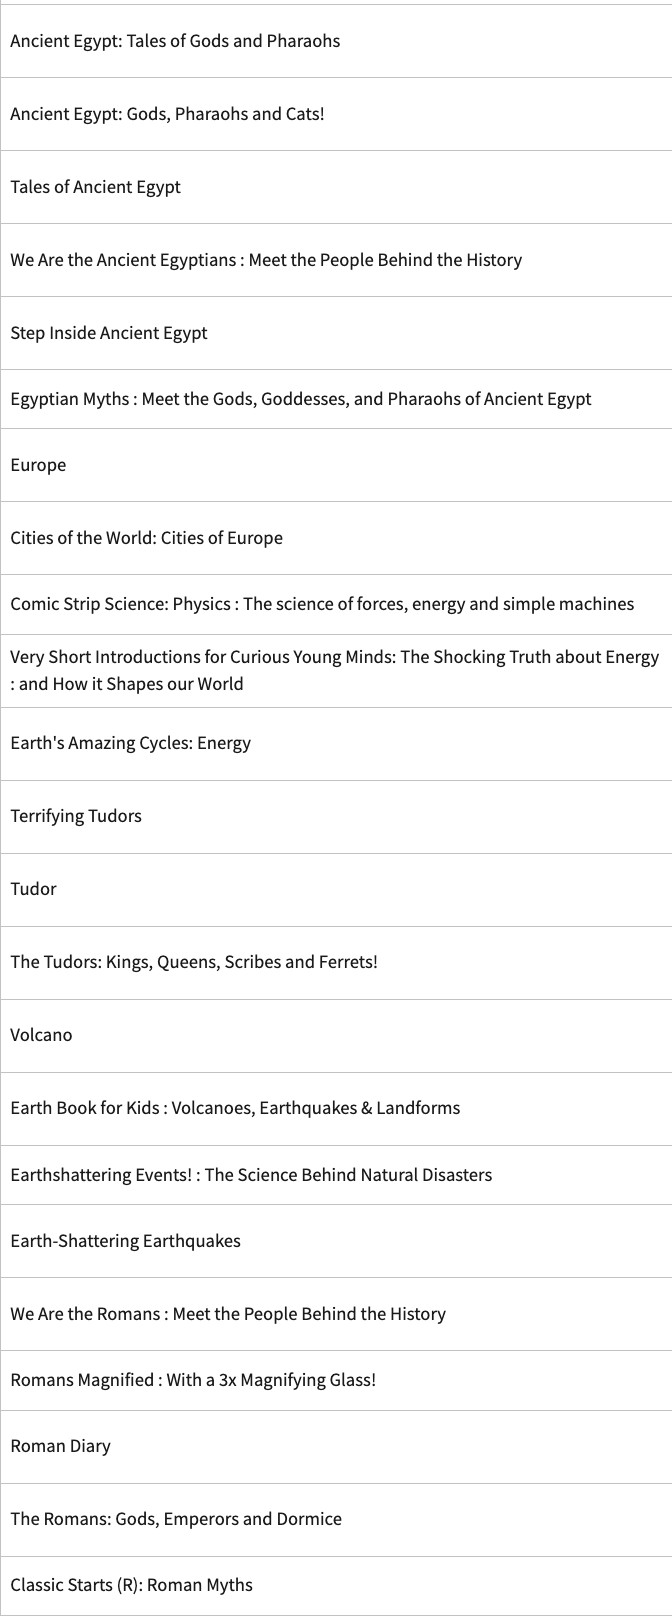 Ancient Egypt: Tales of Gods and Pharaohs
Ancient Egypt: Gods, Pharaohs and Cats!
Tales of Ancient Egypt
We Are the Ancient Egyptians : Meet the People Behind the History
Step Inside Ancient Egypt
Egyptian Myths : Meet the Gods, Goddesses, and Pharaohs of Ancient Egypt
Europe
Cities of the World: Cities of Europe
Comic Strip Science: Physics : The science of forces, energy and simple machines
Very Short Introductions for Curious Young Minds: The Shocking Truth about Energy
: and How it Shapes our World
Earth's Amazing Cycles: Energy
Terrifying Tudors
Tudor
The Tudors: Kings, Queens, Scribes and Ferrets!
Volcano
Earth Book for Kids : Volcanoes, Earthquakes & Landforms
Earthshattering Events! : The Science Behind Natural Disasters
Earth-Shattering Earthquakes
We Are the Romans : Meet the People Behind the History
Romans Magnified : With a 3x Magnifying Glass!
Roman Diary
The Romans: Gods, Emperors and Dormice
Classic Starts (R): Roman Myths